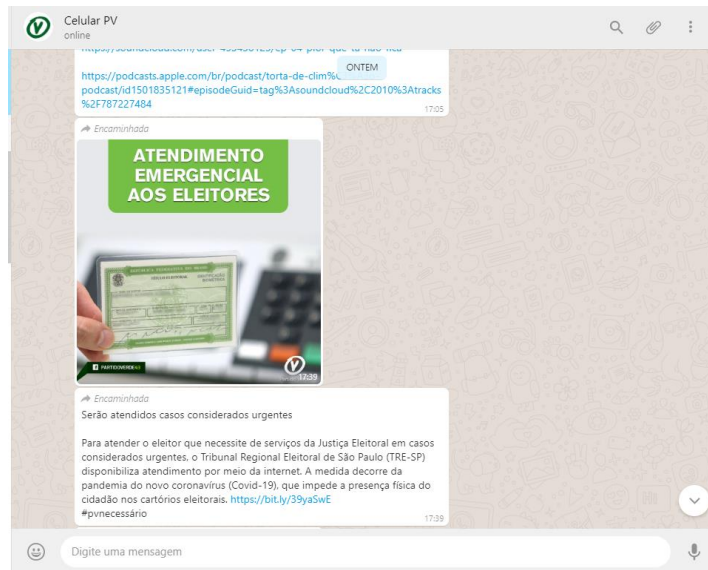 Celular PV
online
ONTEM
https://podcasts.apple.com/br/podcast/torta-de-clim%
podcast/id1501835121#episodeGuid=tag%3Asoundcloud%2C2010%3Atracks
%2F787227484
17:05
Encaminhada
ATENDIMENTO
EMERGENCIAL
AOS ELEITORES
PARTIDOVERDE
17:39
Encaminhada
Serão atendidos casos considerados urgentes
Para atender o eleitor que necessite de serviços da Justiça Eleitoral em casos
considerados urgentes, o Tribunal Regional Eleitoral de São Paulo (TRE-SP)
disponibiliza atendimento por meio da internet. A medida decorre da
pandemia do novo coronavírus (Covid-19), que impede a presença física do
cidadão nos cartórios eleitorais. https://bit.ly/39yaSwE
#pvnecessário
17:39
Digite uma mensagem